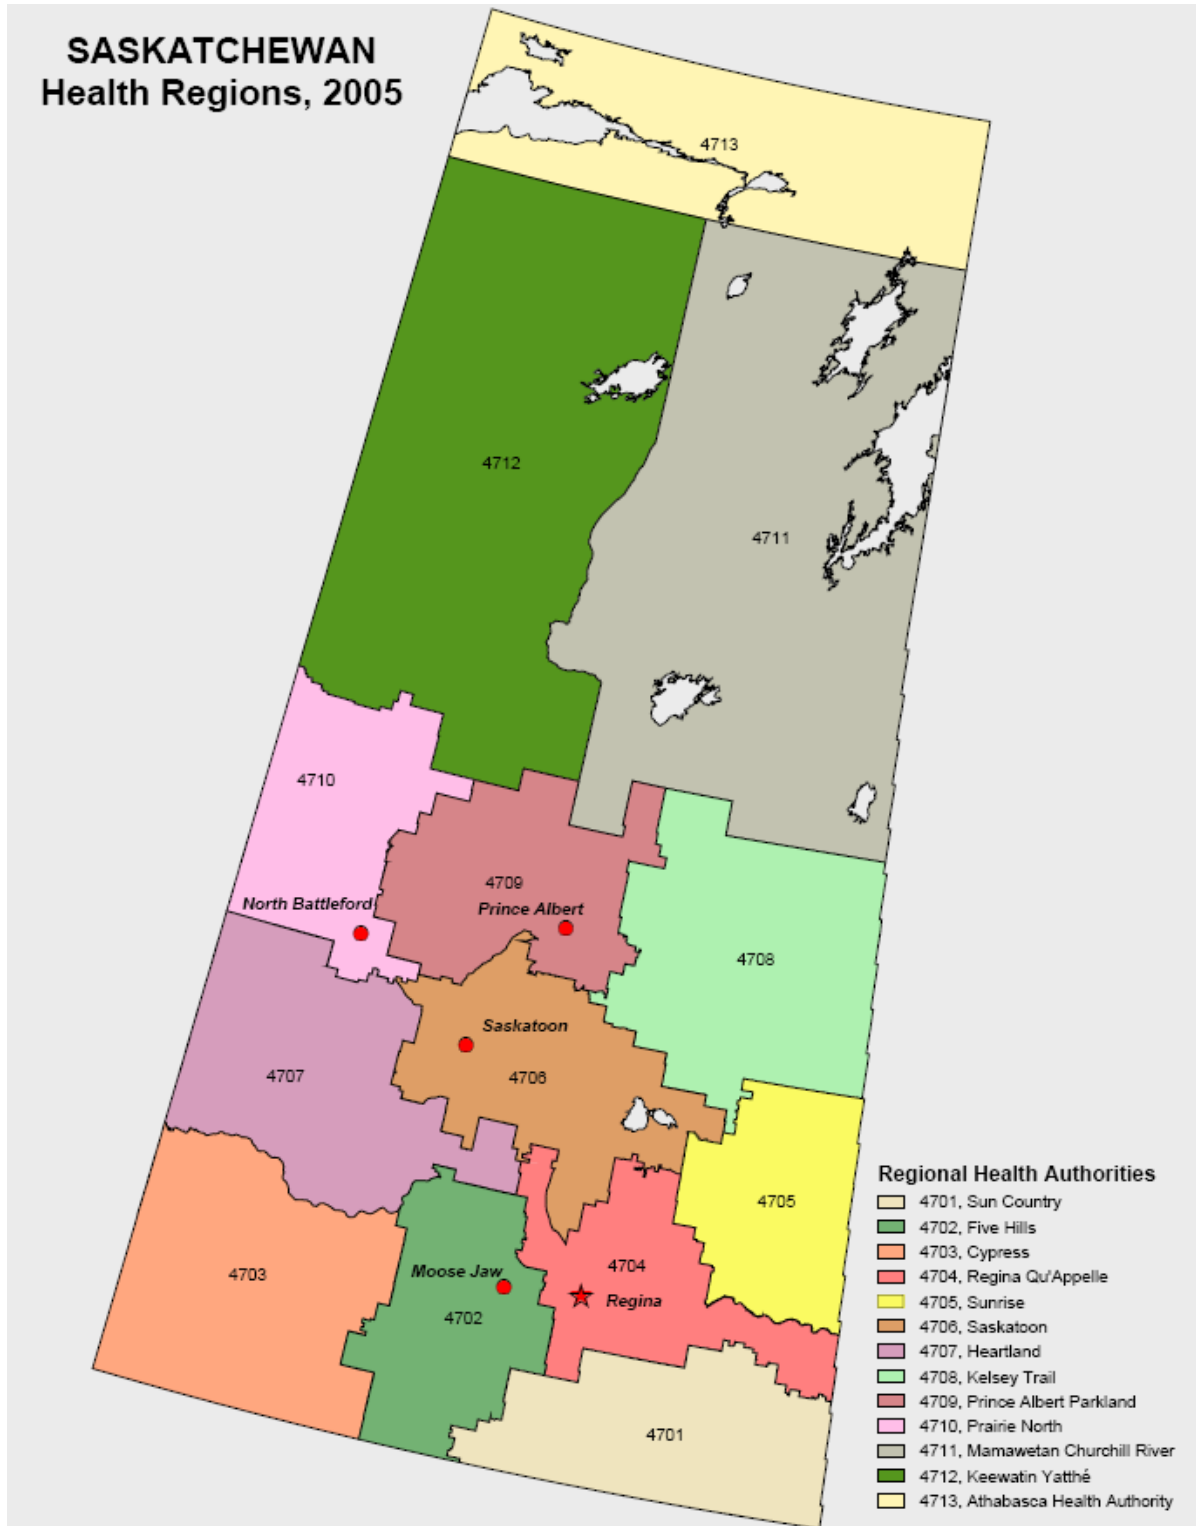 SASKATCHEWAN
Health Regions, 2005
4713
4712
4711
4710
4709
North Battleford
Prince Albert
4708
Saskatoon
4707
4706
4705
4703
Moose Jaw
4704
Regina
4702
4701
Regional Health Authorities
4701, Sun Country
4702, Five Hills
4703, Cypress
4704, Regina Qu'Appelle
4705, Sunrise
4706, Saskatoon
4707, Heartland
4708, Kelsey Trail
4709, Prince Albert Parkland
4710, Prairie North
4711, Mamawetan Churchill River
4712, Keewatin Yatthé
4713, Athabasca Health Authority